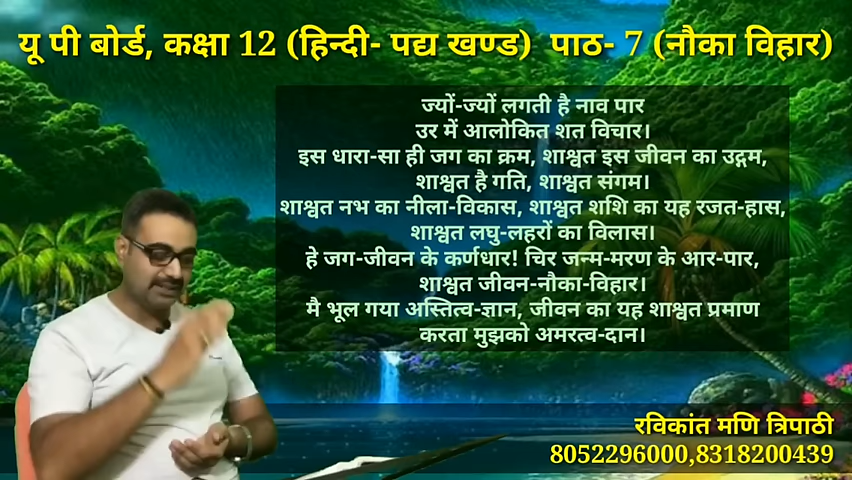 यू पी बोर्ड, कक्षा 12 (हिन्दी- पद्य खण्ड) पाठ- 7 (नौका विहार)
ज्यों-ज्यों लगती है नाव पार
उर में आलोकित शत विचार।
इस धारा-सा ही जग का क्रम, शाश्वत इस जीवन का उद्गम,
शाश्वत है गति, शाश्वत संगम।
शाश्वत नभ का नीला-विकास, शाश्वत शशि का यह रजत-हास,
शाश्वत लघु-लहरों का विलास।
हे जग-जीवन के कर्णधार! चिर जन्म-मरण के आर-पार,
शाश्वत जीवन-नौका-विहार।
मै भूल गया अस्तित्व-ज्ञान, जीवन का यह शाश्वत प्रमाण
करता मुझको अमरत्व-दान।
रविकांत मणि त्रिपाठी
8052296000,8318200439